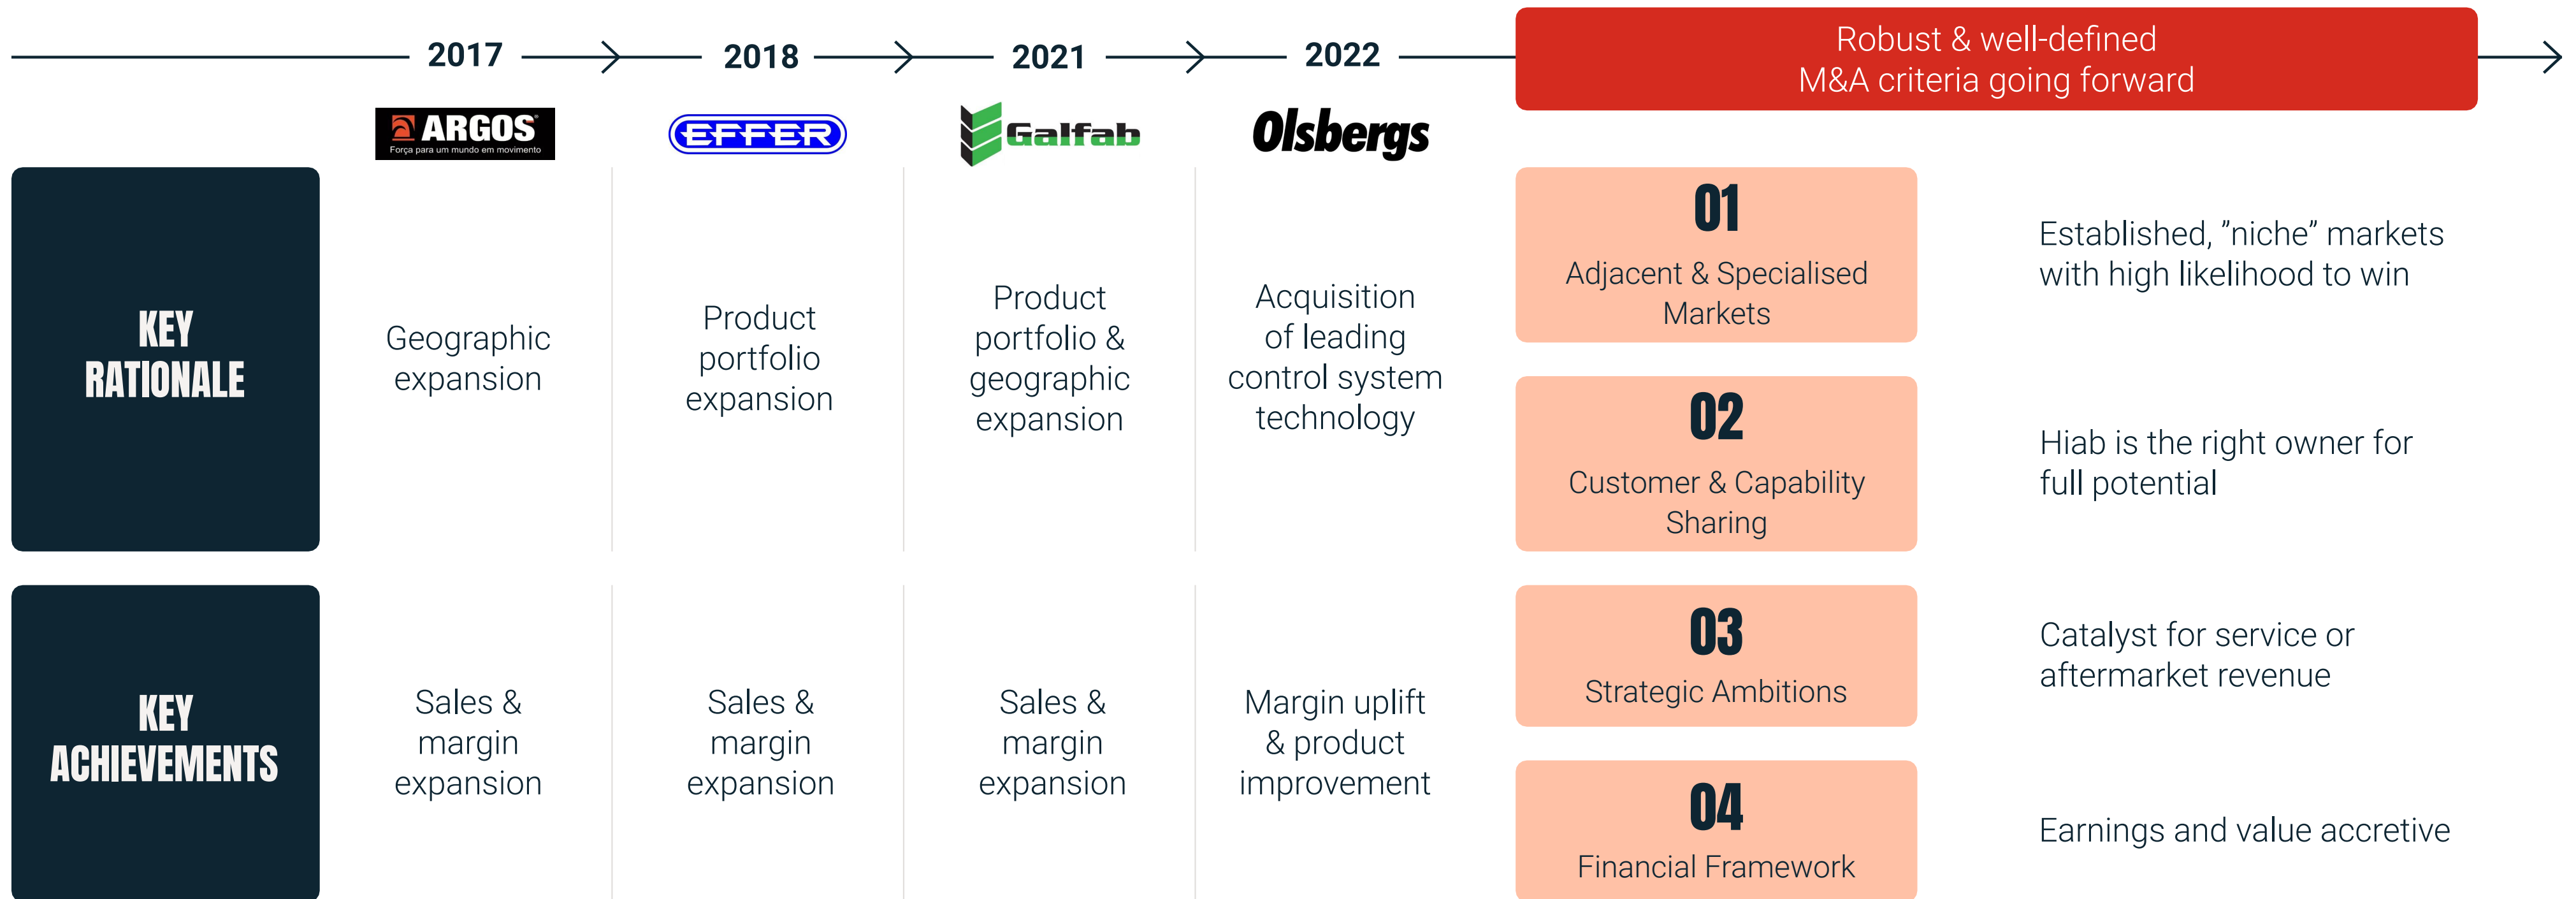 2017
2018
2021
2022
Robust & well-defined
M&A criteria going forward
ARGOS®
Força para um mundo em movimento
EFFER
Galfab
Olsbergs
KEY
RATIONALE
Geographic
expansion
Product
portfolio
expansion
Product
portfolio &
geographic
expansion
Acquisition
of leading
control system
technology
01
Adjacent & Specialised
Markets
Established, ”niche” markets
with high likelihood to win
02
Customer & Capability
Sharing
Hiab is the right owner for
full potential
KEY
ACHIEVEMENTS
Sales &
margin
expansion
Sales &
margin
expansion
Sales &
margin
expansion
Margin uplift
& product
improvement
03
Strategic Ambitions
Catalyst for service or
aftermarket revenue
04
Financial Framework
Earnings and value accretive